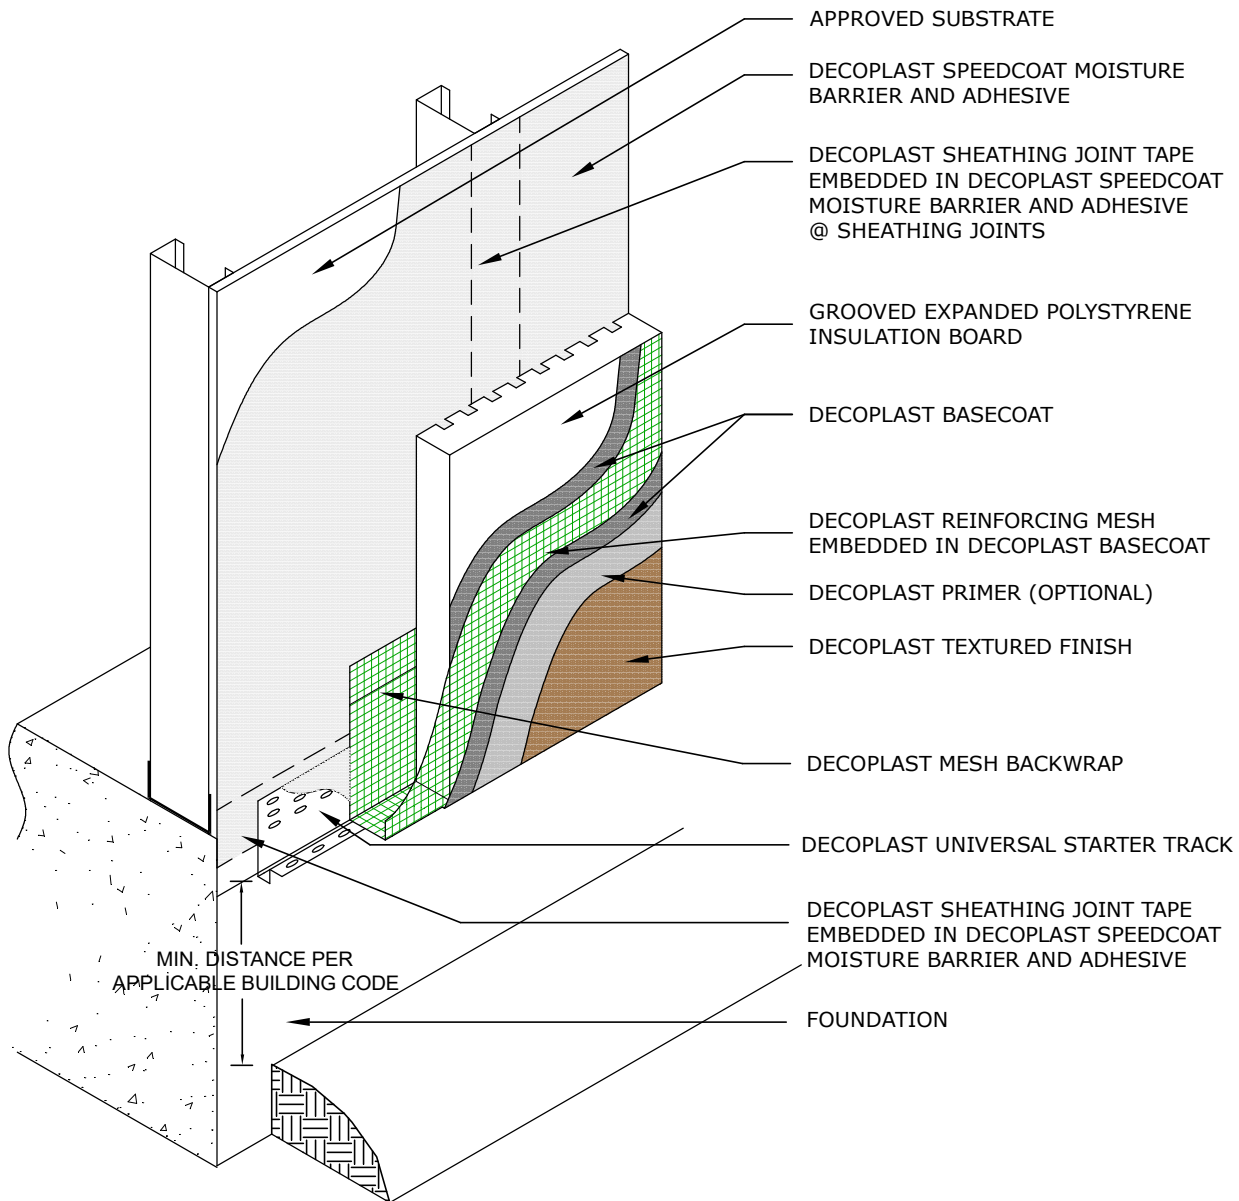 APPROVED SUBSTRATE
DECOPLAST SPEEDCOAT MOISTURE
BARRIER AND ADHESIVE
DECOPLAST SHEATHING JOINT TAPE
EMBEDDED IN DECOPLAST SPEEDCOAT
MOISTURE BARRIER AND ADHESIVE
@ SHEATHING JOINTS
GROOVED EXPANDED POLYSTYRENE
INSULATION BOARD
DECOPLAST BASECOAT
DECOPLAST REINFORCING MESH
EMBEDDED IN DECOPLAST BASECOAT
DECOPLAST PRIMER (OPTIONAL)
DECOPLAST TEXTURED FINISH
DECOPLAST MESH BACKWRAP
DECOPLAST UNIVERSAL STARTER TRACK
DECOPLAST SHEATHING JOINT TAPE
EMBEDDED IN DECOPLAST SPEEDCOAT
MOISTURE BARRIER AND ADHESIVE
MIN. DISTANCE PER
APPLICABLE BUILDING CODE
FOUNDATION